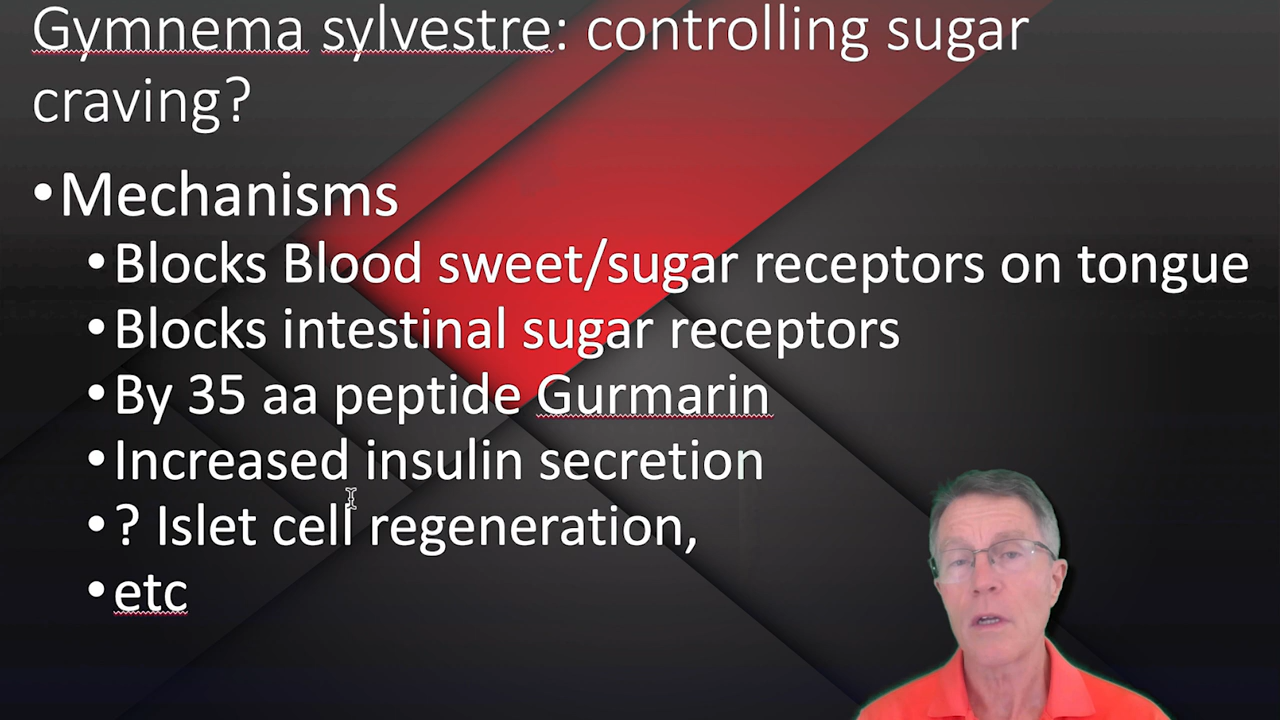 Gymnema sylvestre: controlling sugar
craving?
•Mechanisms
•Blocks Blood sweet/sugar receptors on tongue
•Blocks intestinal sugar receptors
•By 35 aa peptide Gurmarin
•Increased insulin secretion
•? Islet cell regeneration,
•etc